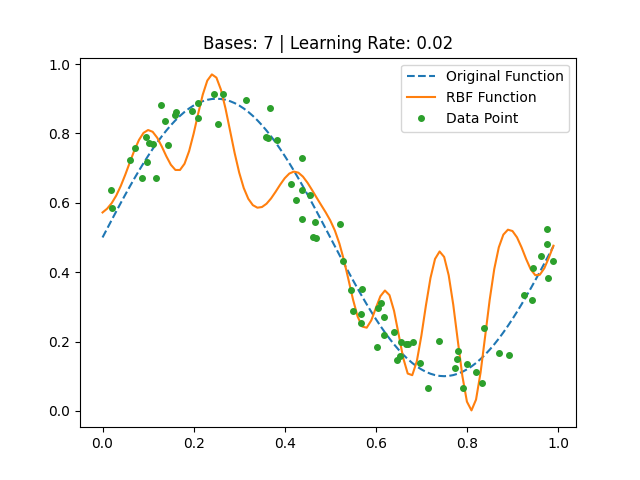 Bases: 7 | Learning Rate: 0.02
Original Function
RBF Function
Data Point
1.0
0.8
0.6
0.4
0.2
0.0
0.0 0.2 0.4 0.6 0.8 1.0